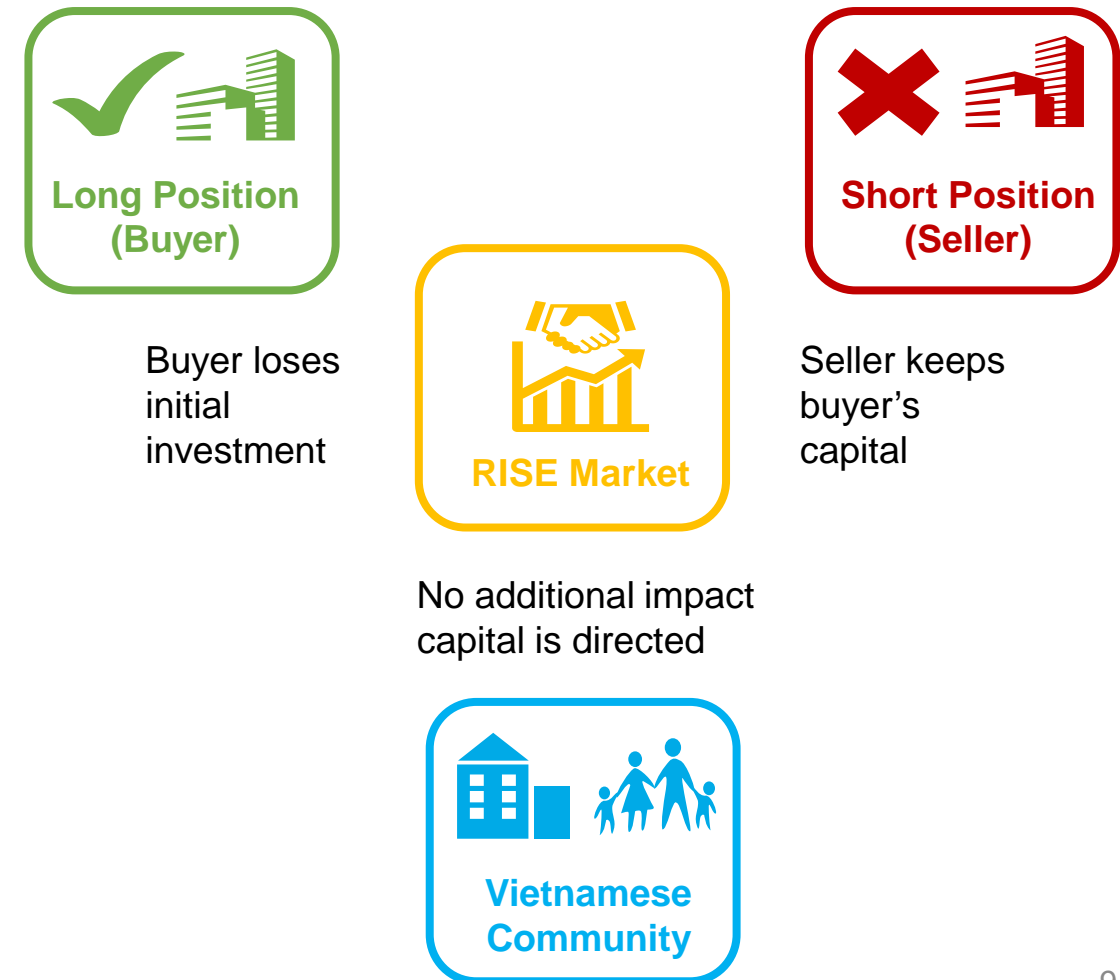 Long Position
(Buyer)
Short Position
(Seller)
Buyer loses
initial
investment
RISE Market
Seller keeps
buyer’s
capital
No additional impact
capital is directed
Vietnamese
Community